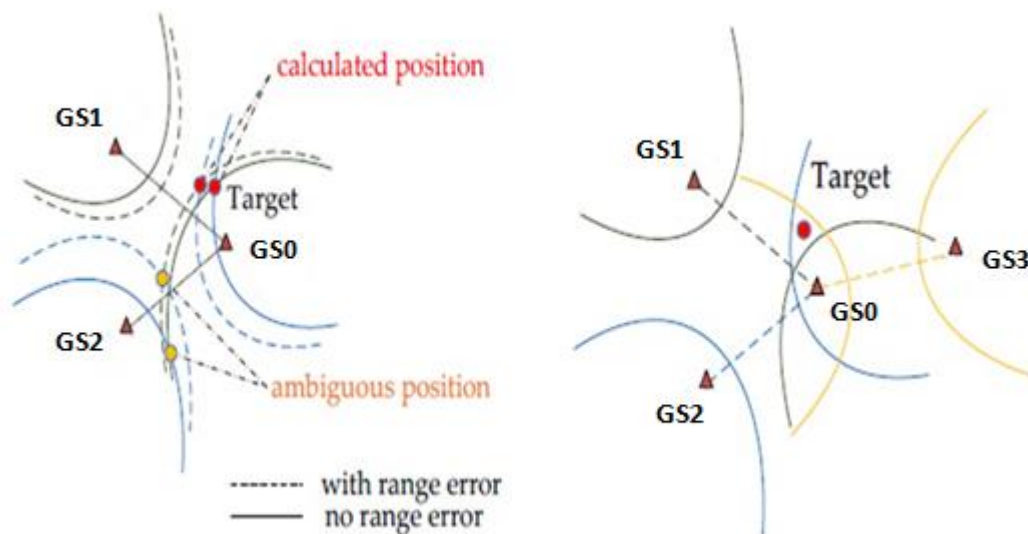 calculated position
GS1
Target
GS0
GS2
ambiguous position
with range error
no range error
GS1
Target
GS3
GS0
GS2